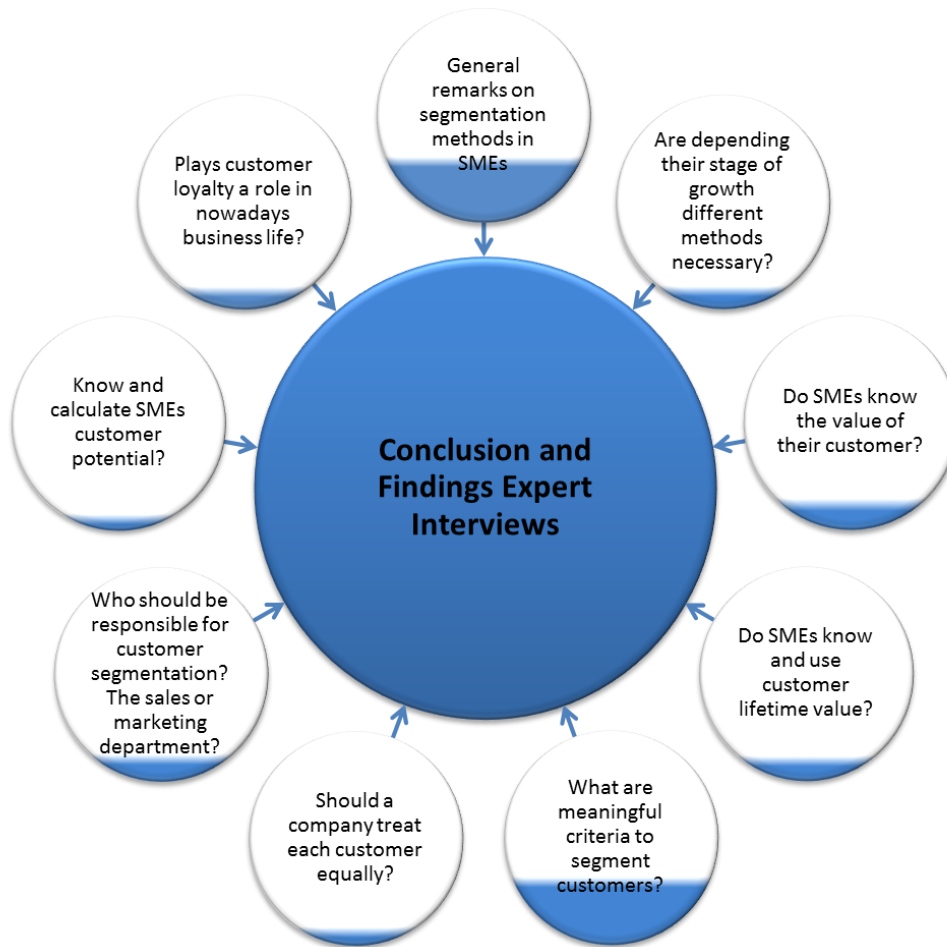 General
remarks on
segmentation
methods in
SMEs
Are depending
their stage of
growth
different
methods
necessary?
Do SMEs know
the value of
their customer?
Do SMEs know
and use
customer
lifetime value?
What are
meaningful
criteria to
segment
customers?
Should a
company treat
each customer
equally?
Who should be
responsible for
customer
segmentation?
The sales or
marketing
department?
Know and
calculate SMEs
customer
potential?
Plays customer
loyalty a role in
nowadays
business life?
Conclusion and
Findings Expert
Interviews